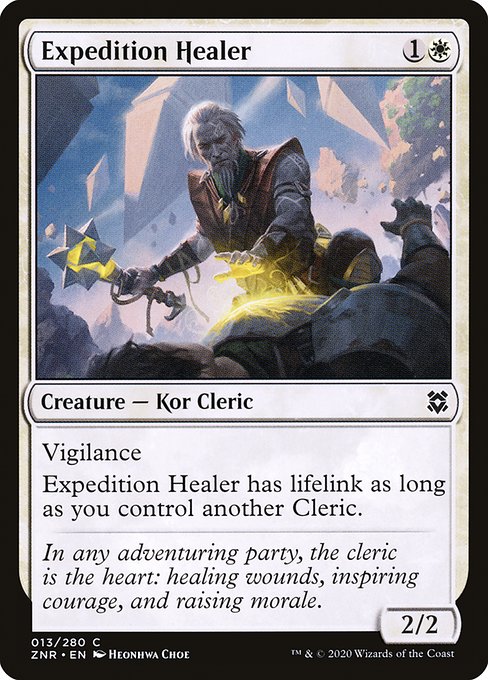 Expedition Healer 1
Creature — Kor Cleric
Vigilance
Expedition Healer has lifelink as long
as you control another Cleric.
In any adventuring party, the cleric
is the heart: healing wounds, inspiring
courage, and raising morale.
2/2
013/280 C
ZNR • EN Heonhwa Choe
™ & © 2020 Wizards of the Coast